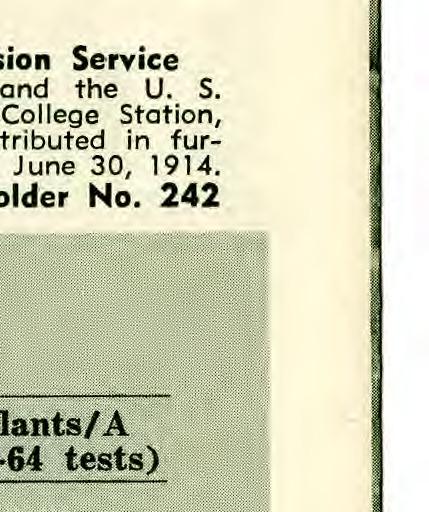 sion Service
and the U. S.
College Station,
tributed in fur-
June 30, 1914.
older No. 242
lants/A
-64 tests)